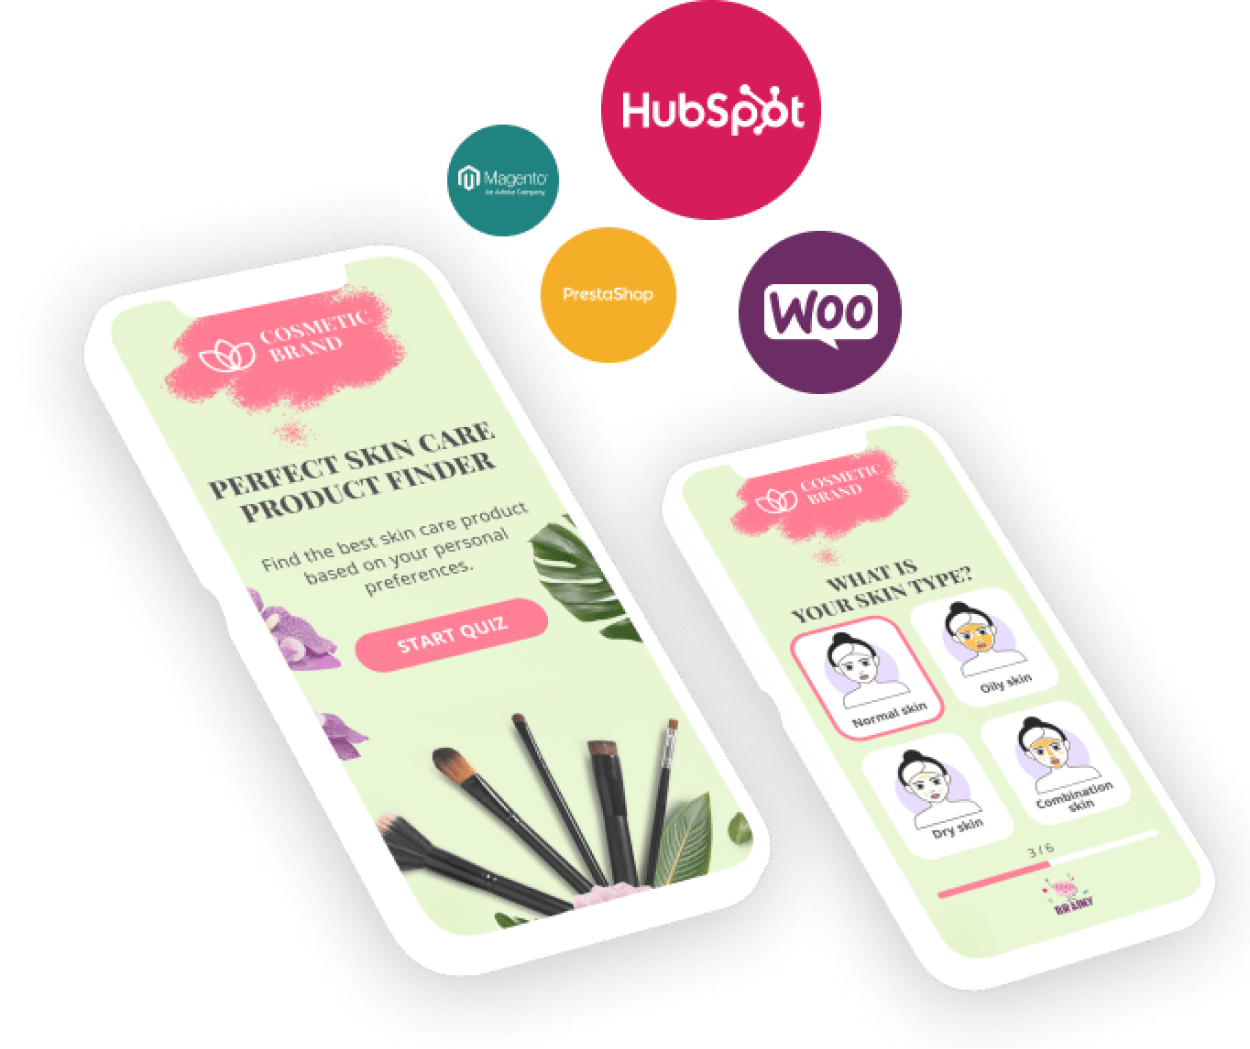 HubSpot
Magento
An Adobe Company
PrestaShop
Woo
COSMETIC
BRAND
PERFECT SKIN CARE
PRODUCT FINDER
Find the best skin care product
based on your personal
preferences.
START QUIZ
COSMETIC
BRAND
WHAT IS
YOUR SKIN TYPE?
Normal skin
Oily skin
Dry skin
Combination
skin
3 / 6
BRAINY